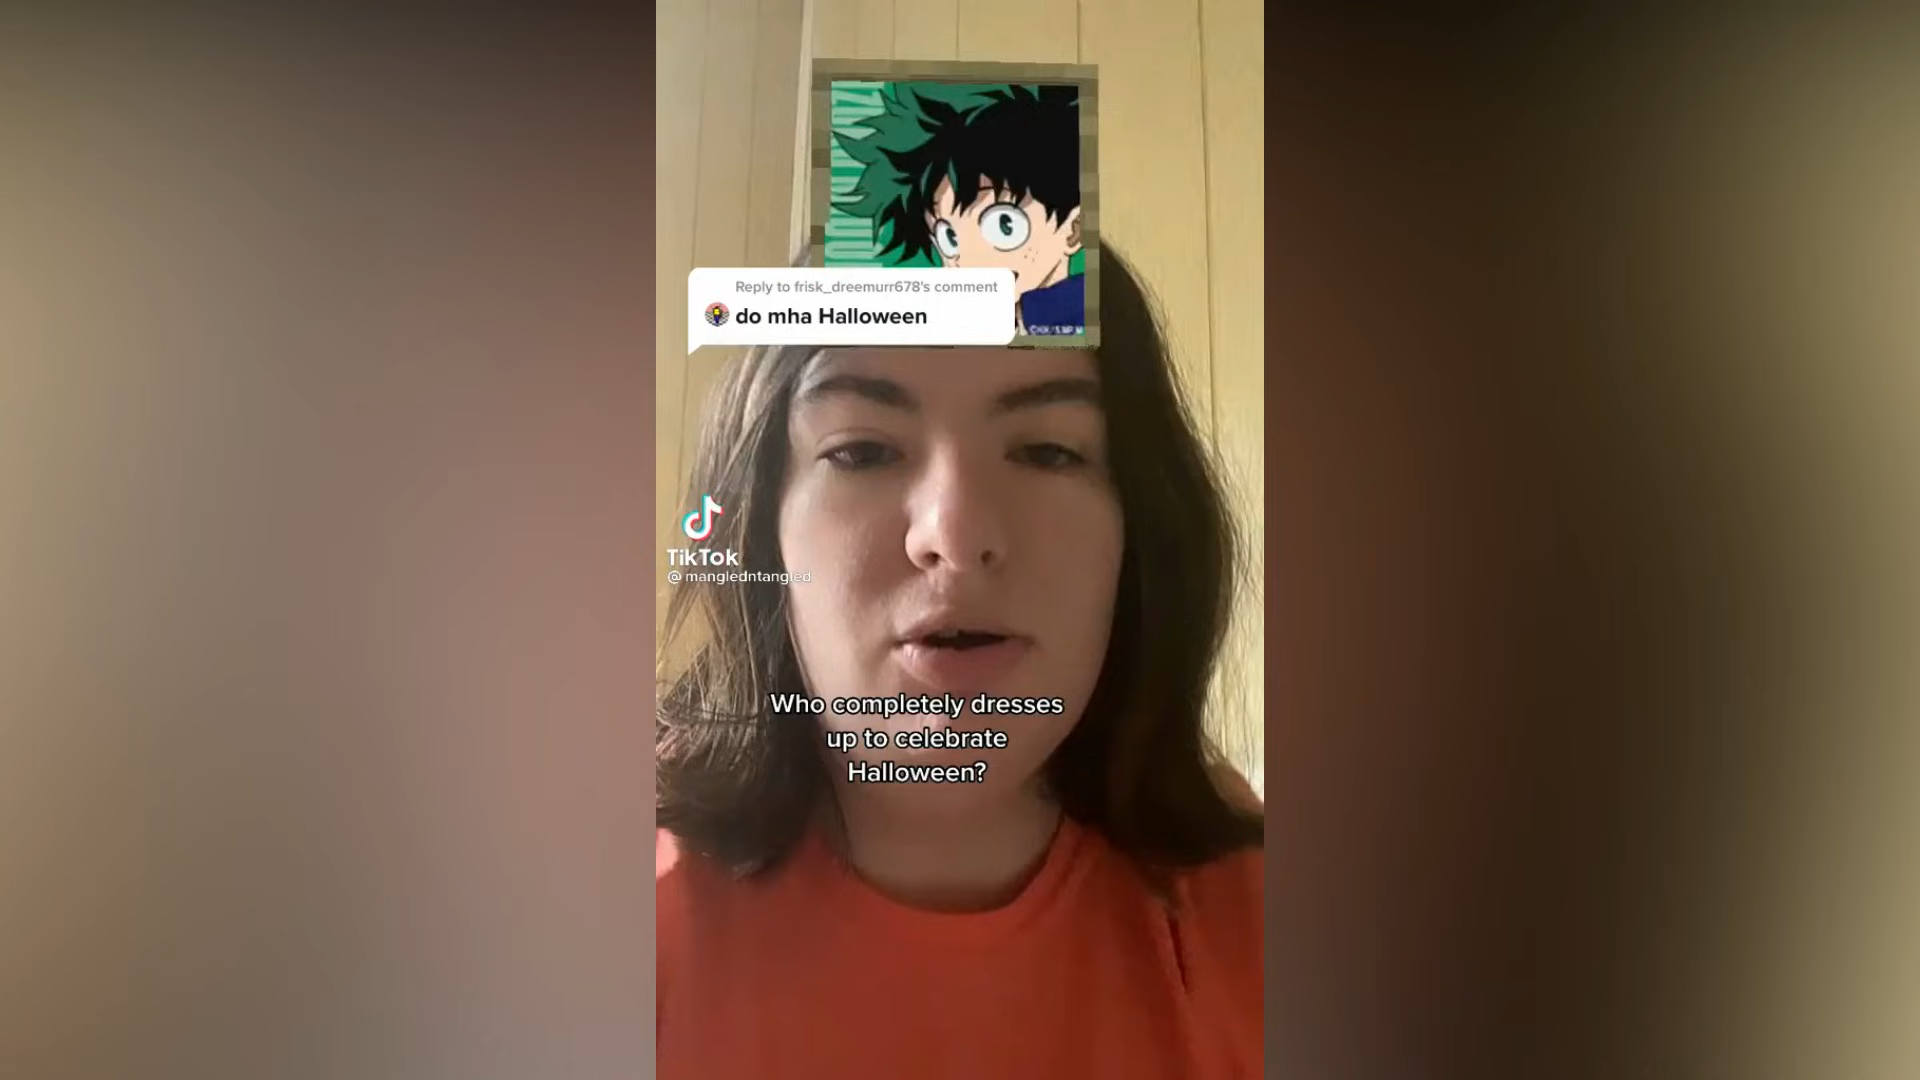 Reply to frisk_dreemurr678's comment
do mha Halloween
TikTok
@ mangledntangled
Who completely dresses
up to celebrate
Halloween?